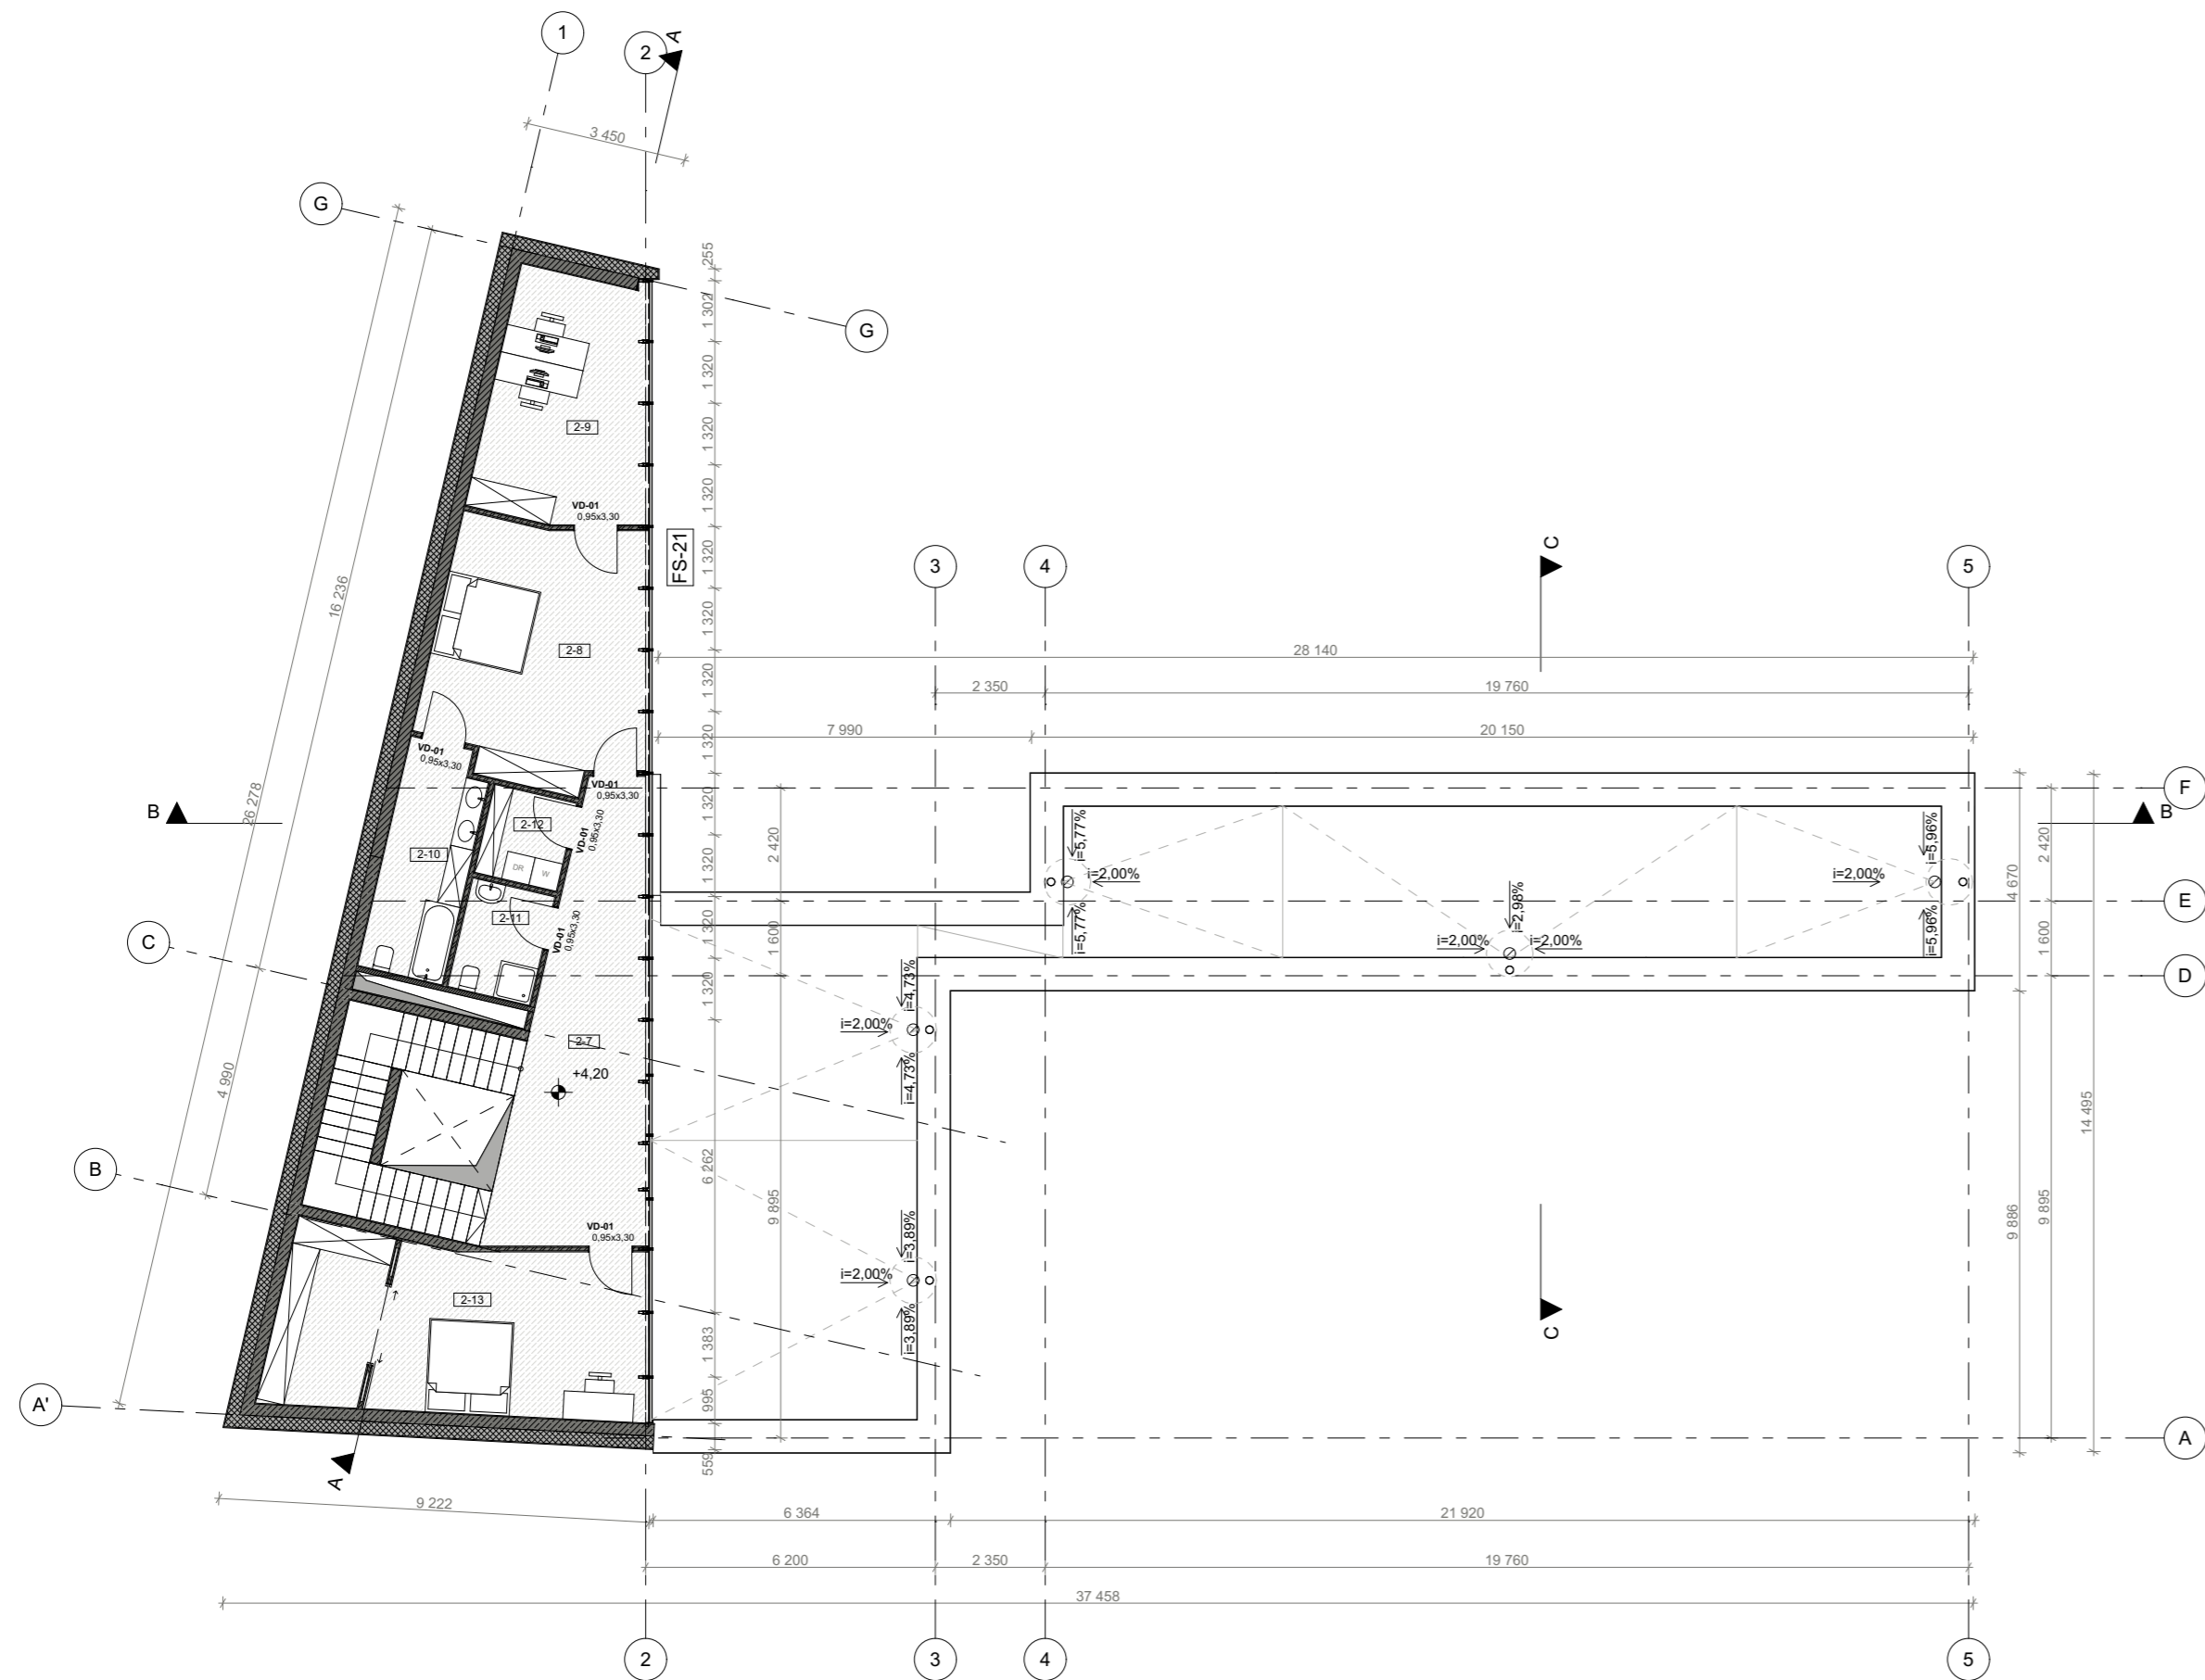 1
2
A
3 450
G
G
255
1 302
1 320
1 320
1 320
1 320
1 320
1 320
1 320
1 320
1 320
1 320
1 320
6 262
1 383
995
559
FS-21
2-9
VD-01
0,95x3,30
16 236
26 278
4 990
2-8
VD-01
0,95x3,30
VD-01
0,95x3,30
VD-01
0,95x3,30
2-12
DR
W
2-10
2-11
VD-01
0,95x3,30
2-7
+4,20
VD-01
0,95x3,30
2-13
B
C
B
A'
A
9 222
3
4
C
5
28 140
2 350
19 760
7 990
20 150
F
B
E
D
A
2 420
1 600
9 895
i=5,77%
i=2,00%
i=5,77%
i=2,98%
i=2,00%
i=2,00%
i=5,96%
i=2,00%
i=5,96%
i=4,73%
i=2,00%
i=4,73%
i=3,89%
i=2,00%
i=3,89%
4 670
2 420
1 600
9 886
9 895
14 495
C
6 364
21 920
6 200
2 350
19 760
37 458
2
3
4
5